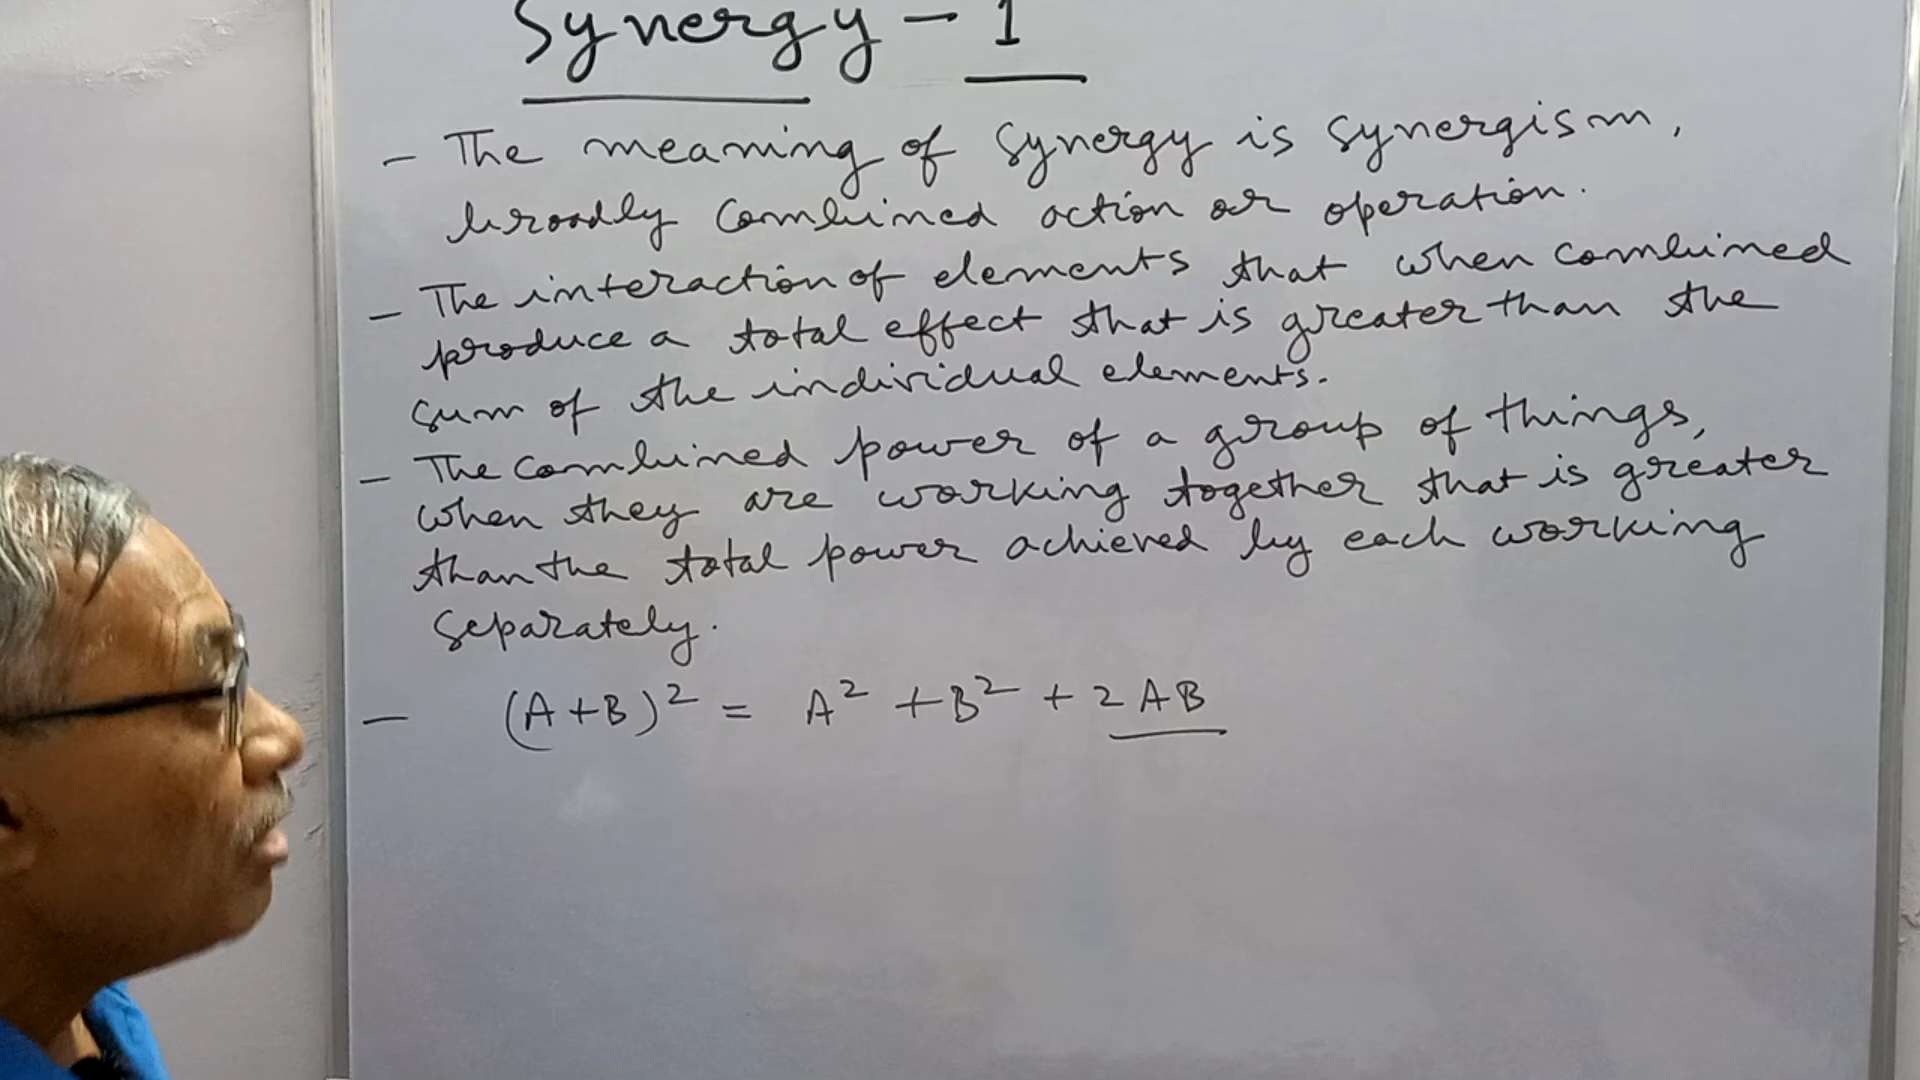 Synergy - 1
- The meaning of Synergy is Synergism,
broadly Combined action or operation.
- The interaction of elements that when combined
produce a total effect that is greater than the
sum of the individual elements.
- The Combined power of a group of things,
when they are working together that is greater
than the total power achieved by each working
Separately.
- (A+B)² = A² + B² + 2AB